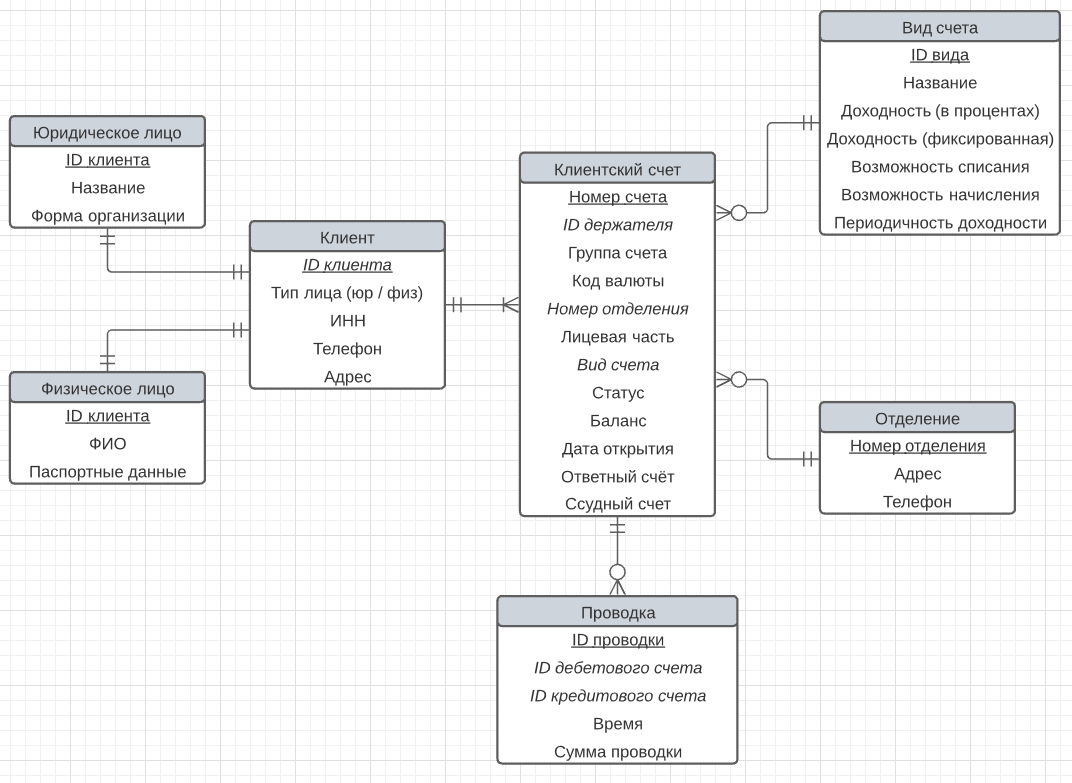 Юридическое лицо
ID клиента
Название
Форма организации
Физическое лицо
ID клиента
ФИО
Паспортные данные
Клиент
ID клиента
Тип лица (юр / физ)
ИНН
Телефон
Адрес
Клиентский счет
Номер счета
ID держателя
Группа счета
Код валюты
Номер отделения
Лицевая часть
Вид счета
Статус
Баланс
Дата открытия
Ответный счёт
Ссудный счет
Проводка
ID проводки
ID дебетового счета
ID кредитового счета
Время
Сумма проводки
Вид счета
ID вида
Название
Доходность (в процентах)
Доходность (фиксированная)
Возможность списания
Возможность начисления
Периодичность доходности
Отделение
Номер отделения
Адрес
Телефон